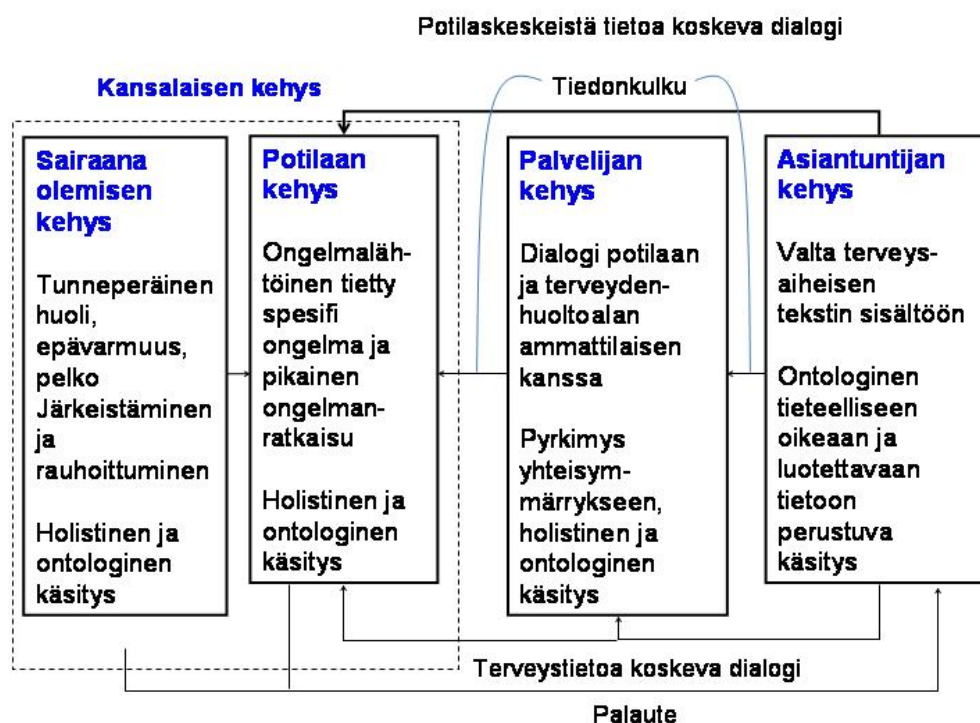 Potilaskeskeistä tietoa koskeva dialogi
Kansalaisen kehys
Tiedonkulku
Sairaana
olemisen
kehys
Tunneperäinen
huoli,
epävarmuus,
pelko
Järkeistäminen
ja
rauhoittuminen
Holistinen ja
ontologinen
käsitys
Potilaan
kehys
Ongelmaläh-
töinen tietty
spesifi
ongelma ja
pikainen
ongelman-
ratkaisu
Holistinen ja
ontologinen
käsitys
Palvelijan
kehys
Dialogi potilaan
ja terveyden-
huoltoalan
ammattilaisen
kanssa
Pyrkimys
yhteisym-
märrykseen,
holistinen ja
ontologinen
käsitys
Asiantuntijan
kehys
Valta terveys-
aiheisen
tekstin sisältöön
Ontologinen
tieteelliseen
oikeaan ja
luotettavaan
tietoon
perustuva
käsitys
Terveystietoa koskeva dialogi
Palaute